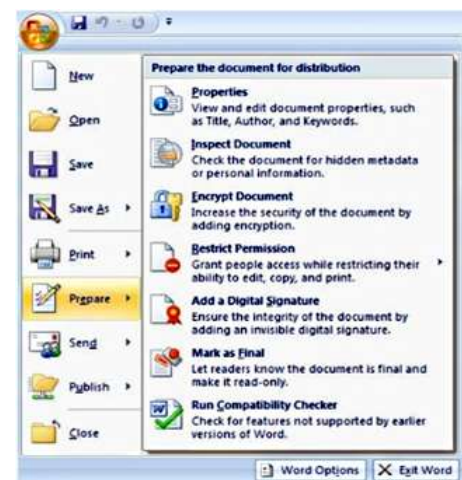 New
Open
Save
Save As
Print
Prepare
Send
Publish
Close
Prepare the document for distribution
Properties
View and edit document properties, such
as Title, Author, and Keywords.
Inspect Document
Check the document for hidden metadata
or personal information.
Encrypt Document
Increase the security of the document by
adding encryption.
Restrict Permission
Grant people access while restricting their
ability to edit, copy, and print.
Add a Digital Signature
Ensure the integrity of the document by
adding an invisible digital signature.
Mark as Final
Let readers know the document is final and
make it read-only.
Run Compatibility Checker
Check for features not supported by earlier
versions of Word.
Word Options
Exit Word